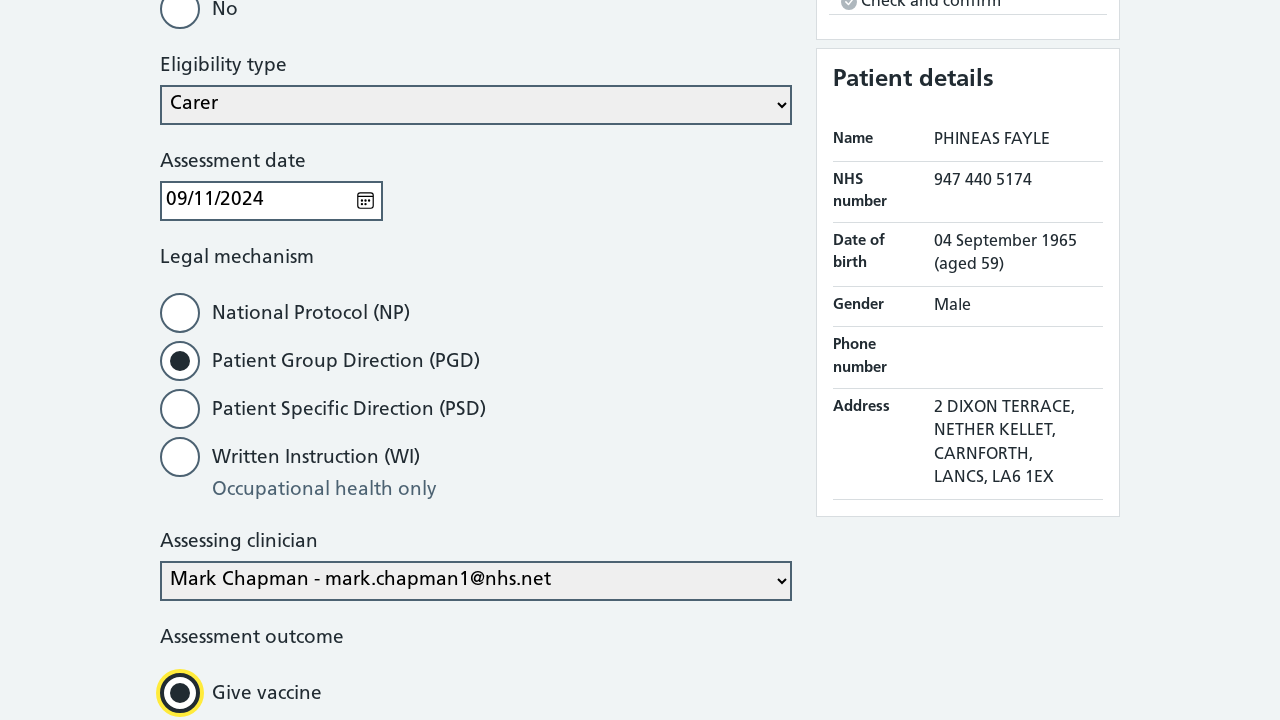 No
Eligibility type
Carer
Assessment date
09/11/2024
Legal mechanism
National Protocol (NP)
Patient Group Direction (PGD)
Patient Specific Direction (PSD)
Written Instruction (WI)
Occupational health only
Assessing clinician
Mark Chapman - mark.chapman1@nhs.net
Assessment outcome
Give vaccine
Check and confirm
Patient details
Name PHINEAS FAYLE
NHS number 947 440 5174
Date of birth 04 September 1965 (aged 59)
Gender Male
Phone number
Address 2 DIXON TERRACE,
NETHER KELLET,
CARNFORTH,
LANCS, LA6 1EX